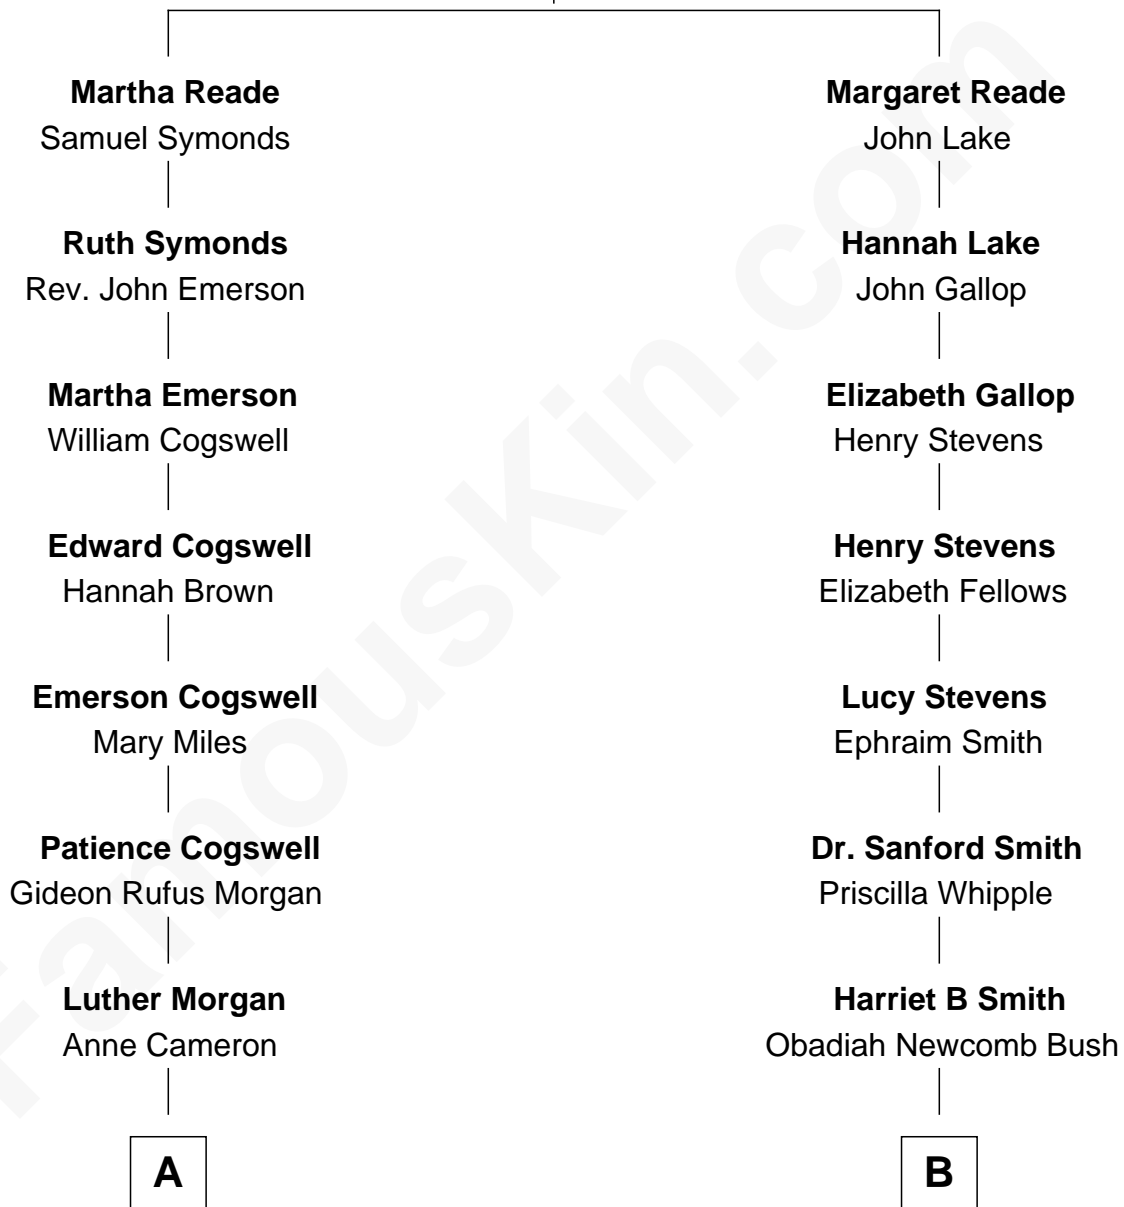 Martha Reade
Samuel Symonds
Ruth Symonds
Rev. John Emerson
Martha Emerson
William Cogswell
Edward Cogswell
Hannah Brown
Emerson Cogswell
Mary Miles
Patience Cogswell
Gideon Rufus Morgan
Luther Morgan
Anne Cameron
A
Margaret Reade
John Lake
Hannah Lake
John Gallop
Elizabeth Gallop
Henry Stevens
Henry Stevens
Elizabeth Fellows
Lucy Stevens
Ephraim Smith
Dr. Sanford Smith
Priscilla Whipple
Harriet B Smith
Obadiah Newcomb Bush
B
FamousKin.com